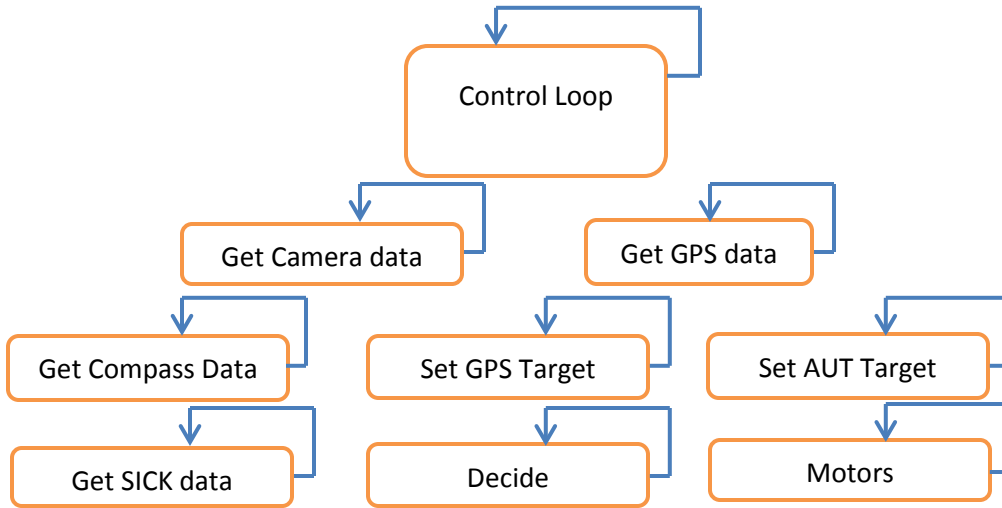 Control Loop
Get Camera data
Get GPS data
Get Compass Data
Set GPS Target
Set AUT Target
Get SICK data
Decide
Motors